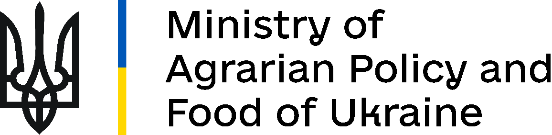 Ministry of
Agrarian Policy and
Food of Ukraine